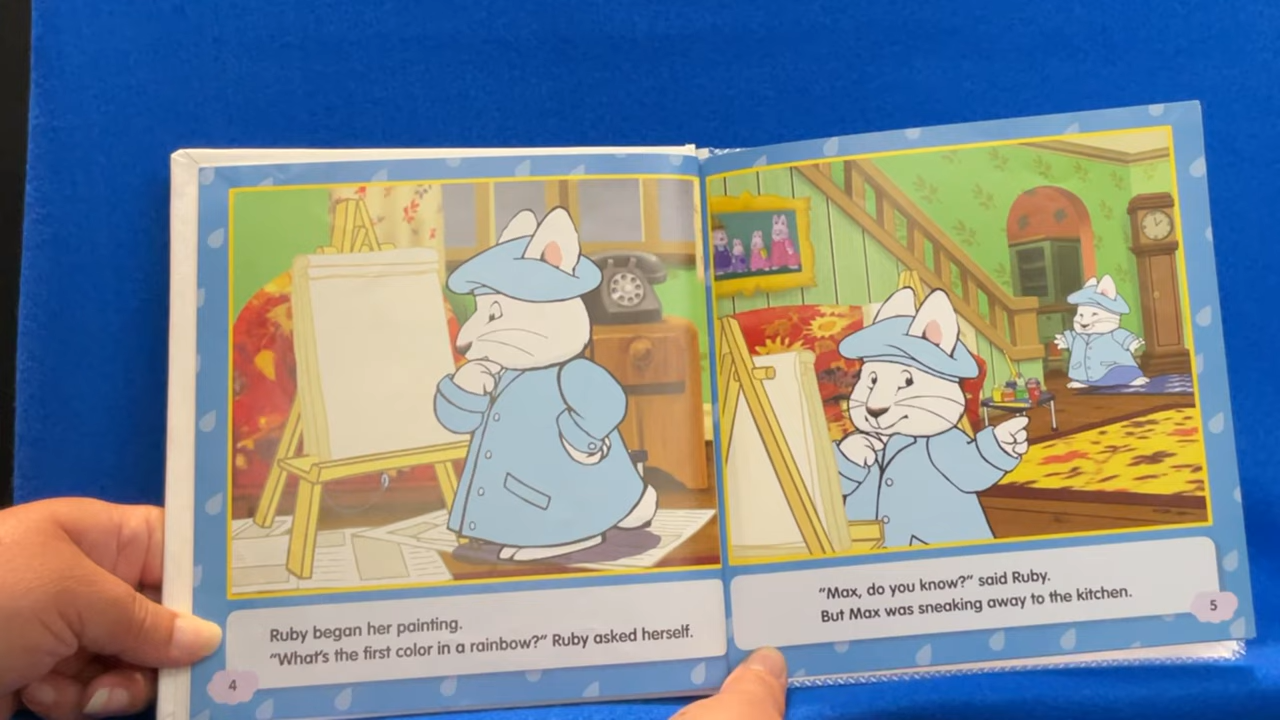 Ruby began her painting.
"What's the first color in a rainbow?" Ruby asked herself.
4
"Max, do you know?" said Ruby.
But Max was sneaking away to the kitchen.
5